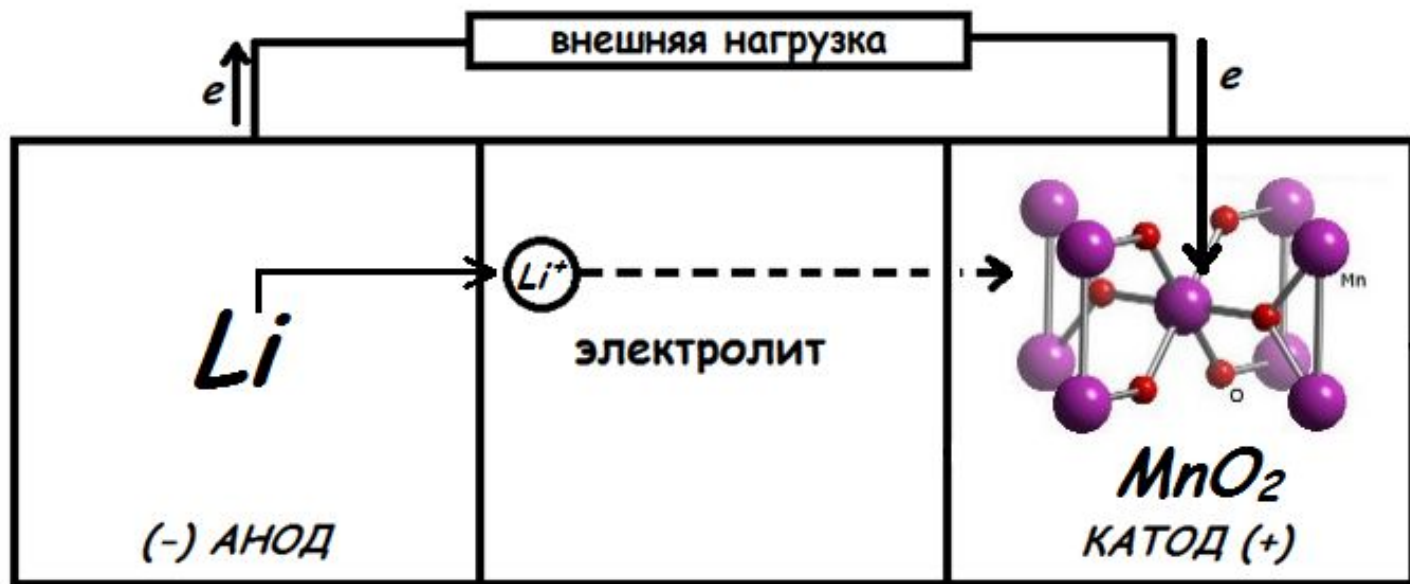 внешняя нагрузка
e
e
Li
Li⁺
электролит
Mn
O
MnO₂
(-) АНОД
КАТОД (+)